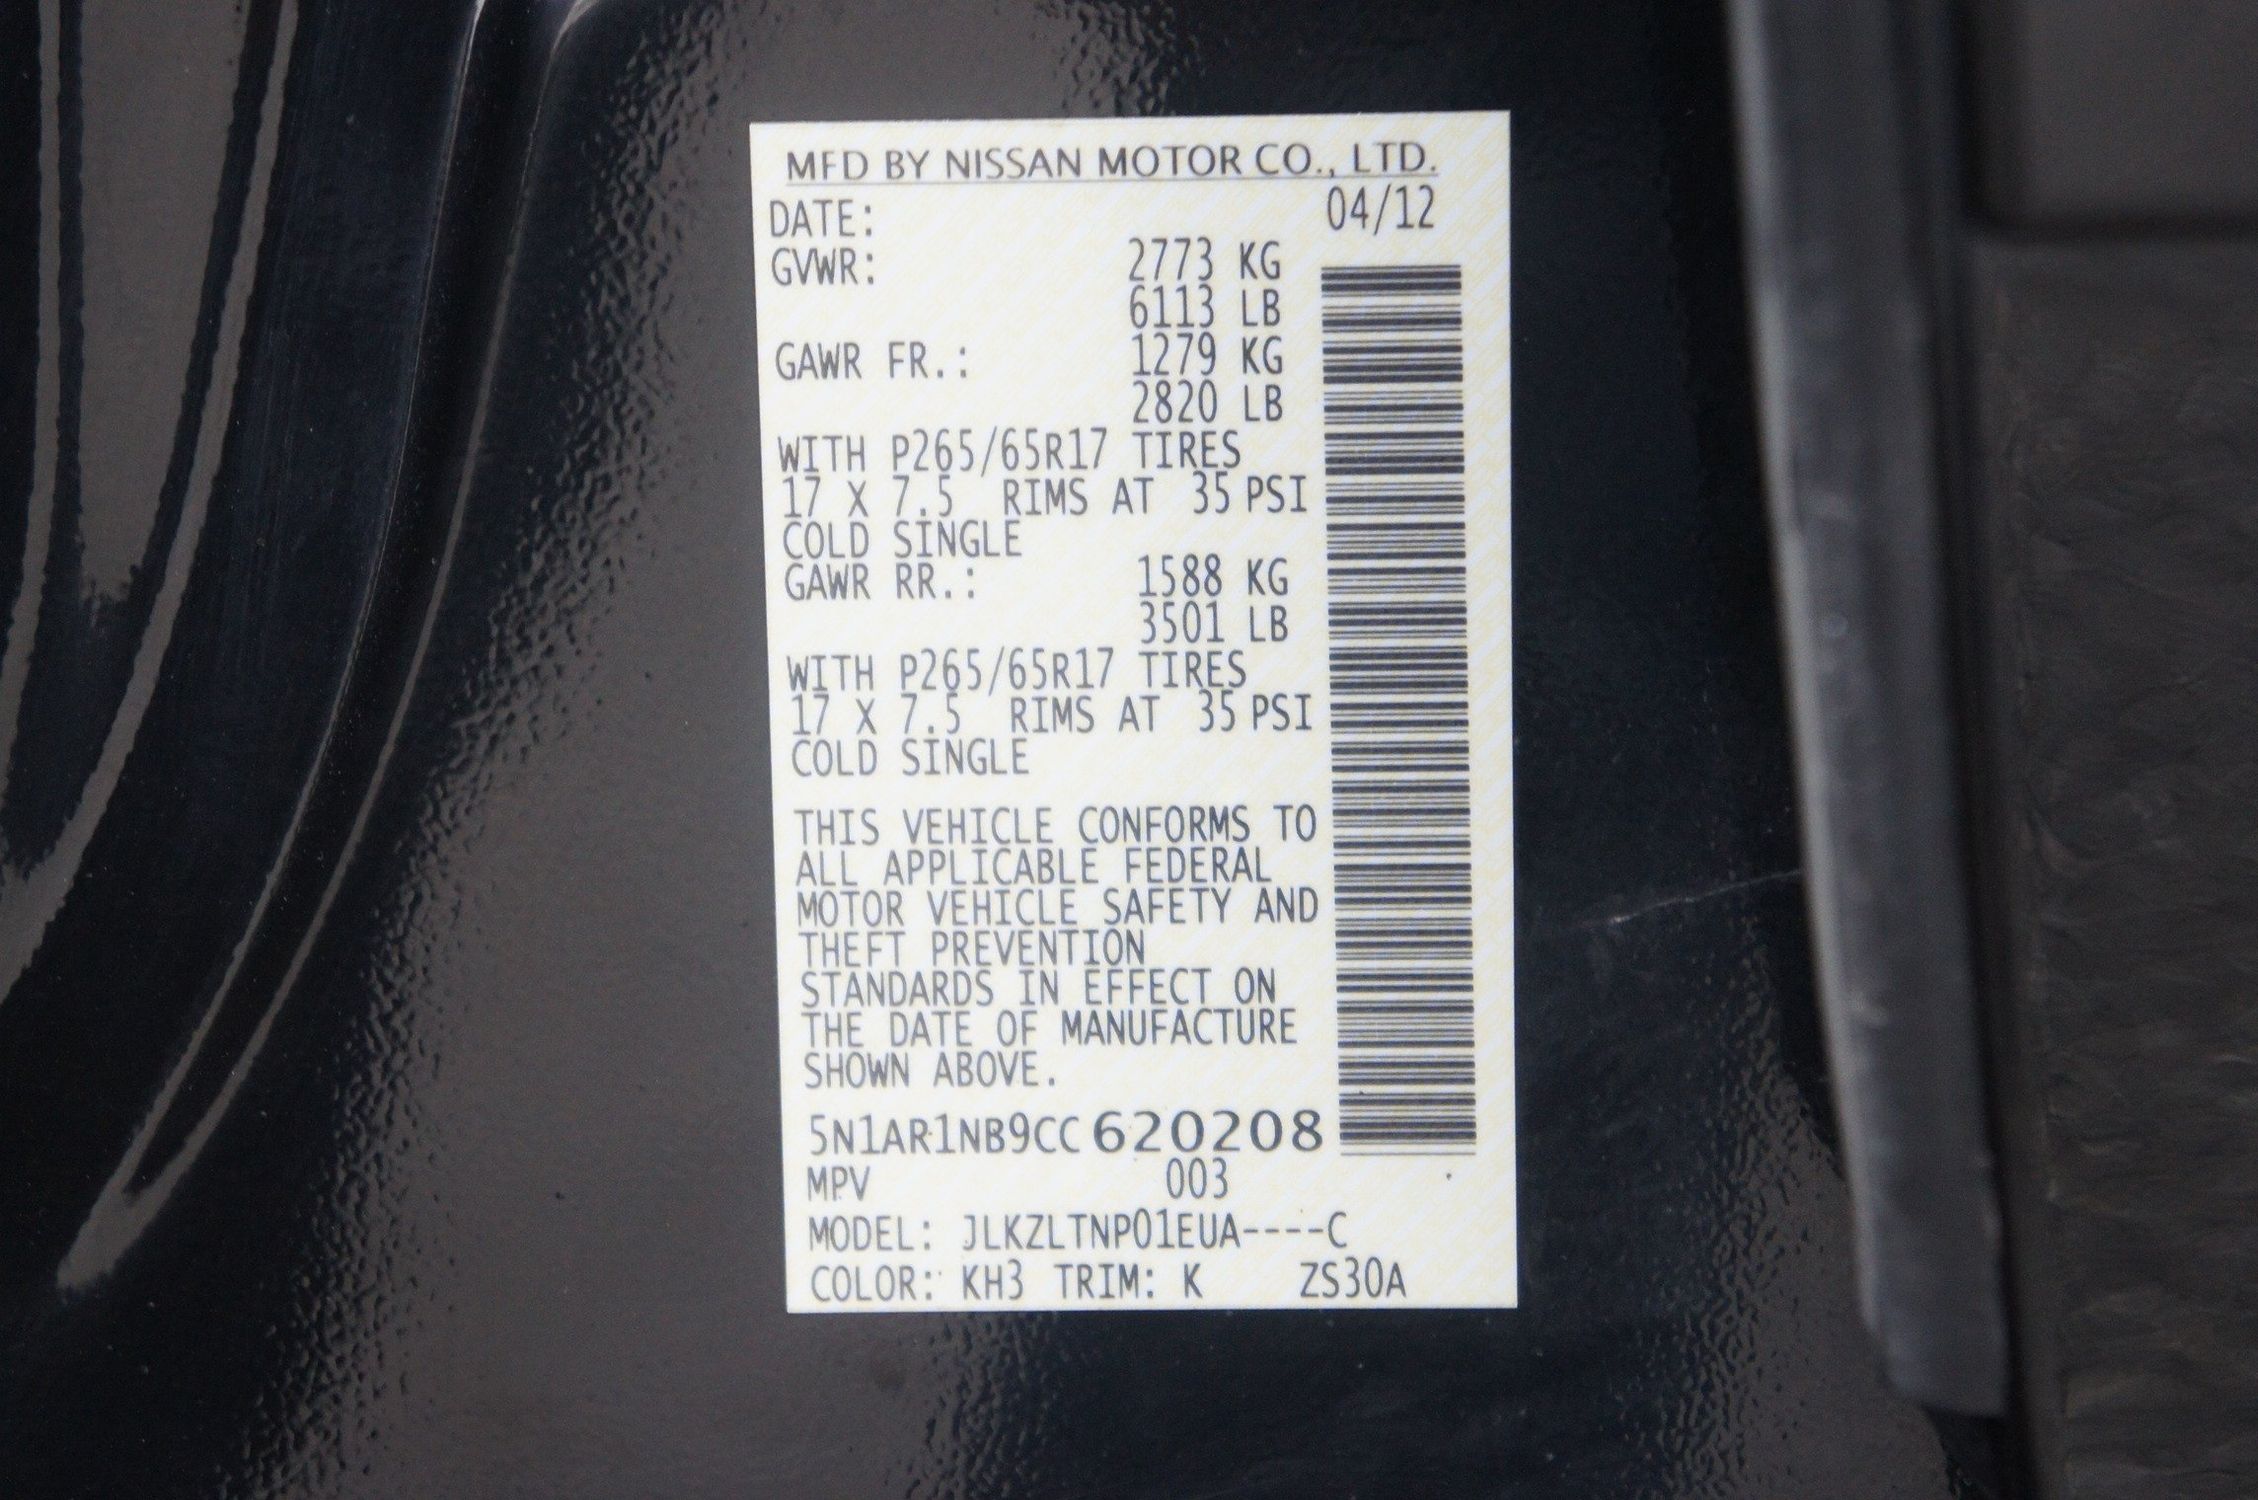 MFD BY NISSAN MOTOR CO., LTD.
DATE: 04/12
GVWR: 2773 KG
6113 LB
GAWR FR.: 1279 KG
2820 LB
WITH P265/65R17 TIRES
17 X 7.5 RIMS AT 35 PSI
COLD SINGLE
GAWR RR.: 1588 KG
3501 LB
WITH P265/65R17 TIRES
17 X 7.5 RIMS AT 35 PSI
COLD SINGLE
THIS VEHICLE CONFORMS TO
ALL APPLICABLE FEDERAL
MOTOR VEHICLE SAFETY AND
THEFT PREVENTION
STANDARDS IN EFFECT ON
THE DATE OF MANUFACTURE
SHOWN ABOVE.
5N1AR1NB9CC620208
MPV 003
MODEL: JLKZLTNP01EUA----C
COLOR: KH3 TRIM: K ZS30A